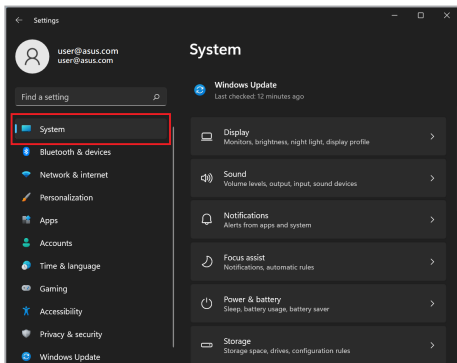 Settings
user@asus.com
user@asus.com
Find a setting
System
Bluetooth & devices
Network & internet
Personalization
Apps
Accounts
Time & language
Gaming
Accessibility
Privacy & security
Windows Update
System
Windows Update
Last checked: 12 minutes ago
Display
Monitors, brightness, night light, display profile
Sound
Volume levels, output, input, sound devices
Notifications
Alerts from apps and system
Focus assist
Notifications, automatic rules
Power & battery
Sleep, battery usage, battery saver
Storage
Storage space, drives, configuration rules